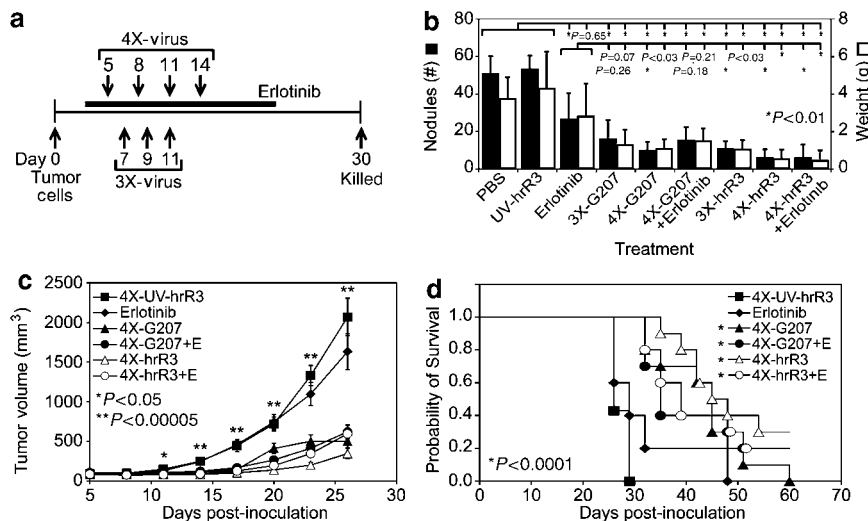 a
4X-virus
5 8 11 14
Erlotinib
Day 0
7 9 11
30
Tumor
cells
3X-virus
Killed
b
Nodules (#)
80
60
40
20
0
8
6
4
2
0
Weight (g)
*P=0.65 * * * * * * *
P=0.07 P<0.03 P=0.21 P<0.03 * *
P=0.26 * P=0.18 * * * *
*P<0.01
PBS
UV-hrR3
Erlotinib
3X-G207
4X-G207
4X-G207
+Erlotinib
3X-hrR3
4X-hrR3
4X-hrR3
+Erlotinib
Treatment
c
Tumor volume (mm3)
2500
2000
1500
1000
500
0
4X-UV-hrR3
Erlotinib
4X-G207
4X-G207+E
4X-hrR3
4X-hrR3+E
*P<0.05
**P<0.00005
* ** ** ** ** **
5 10 15 20 25 30
Days post-inoculation
d
Probability of Survival
1.0
0.8
0.6
0.4
0.2
0.0
4X-UV-hrR3
Erlotinib
* 4X-G207
* 4X-G207+E
* 4X-hrR3
* 4X-hrR3+E
*P<0.0001
0 10 20 30 40 50 60 70
Days post-inoculation